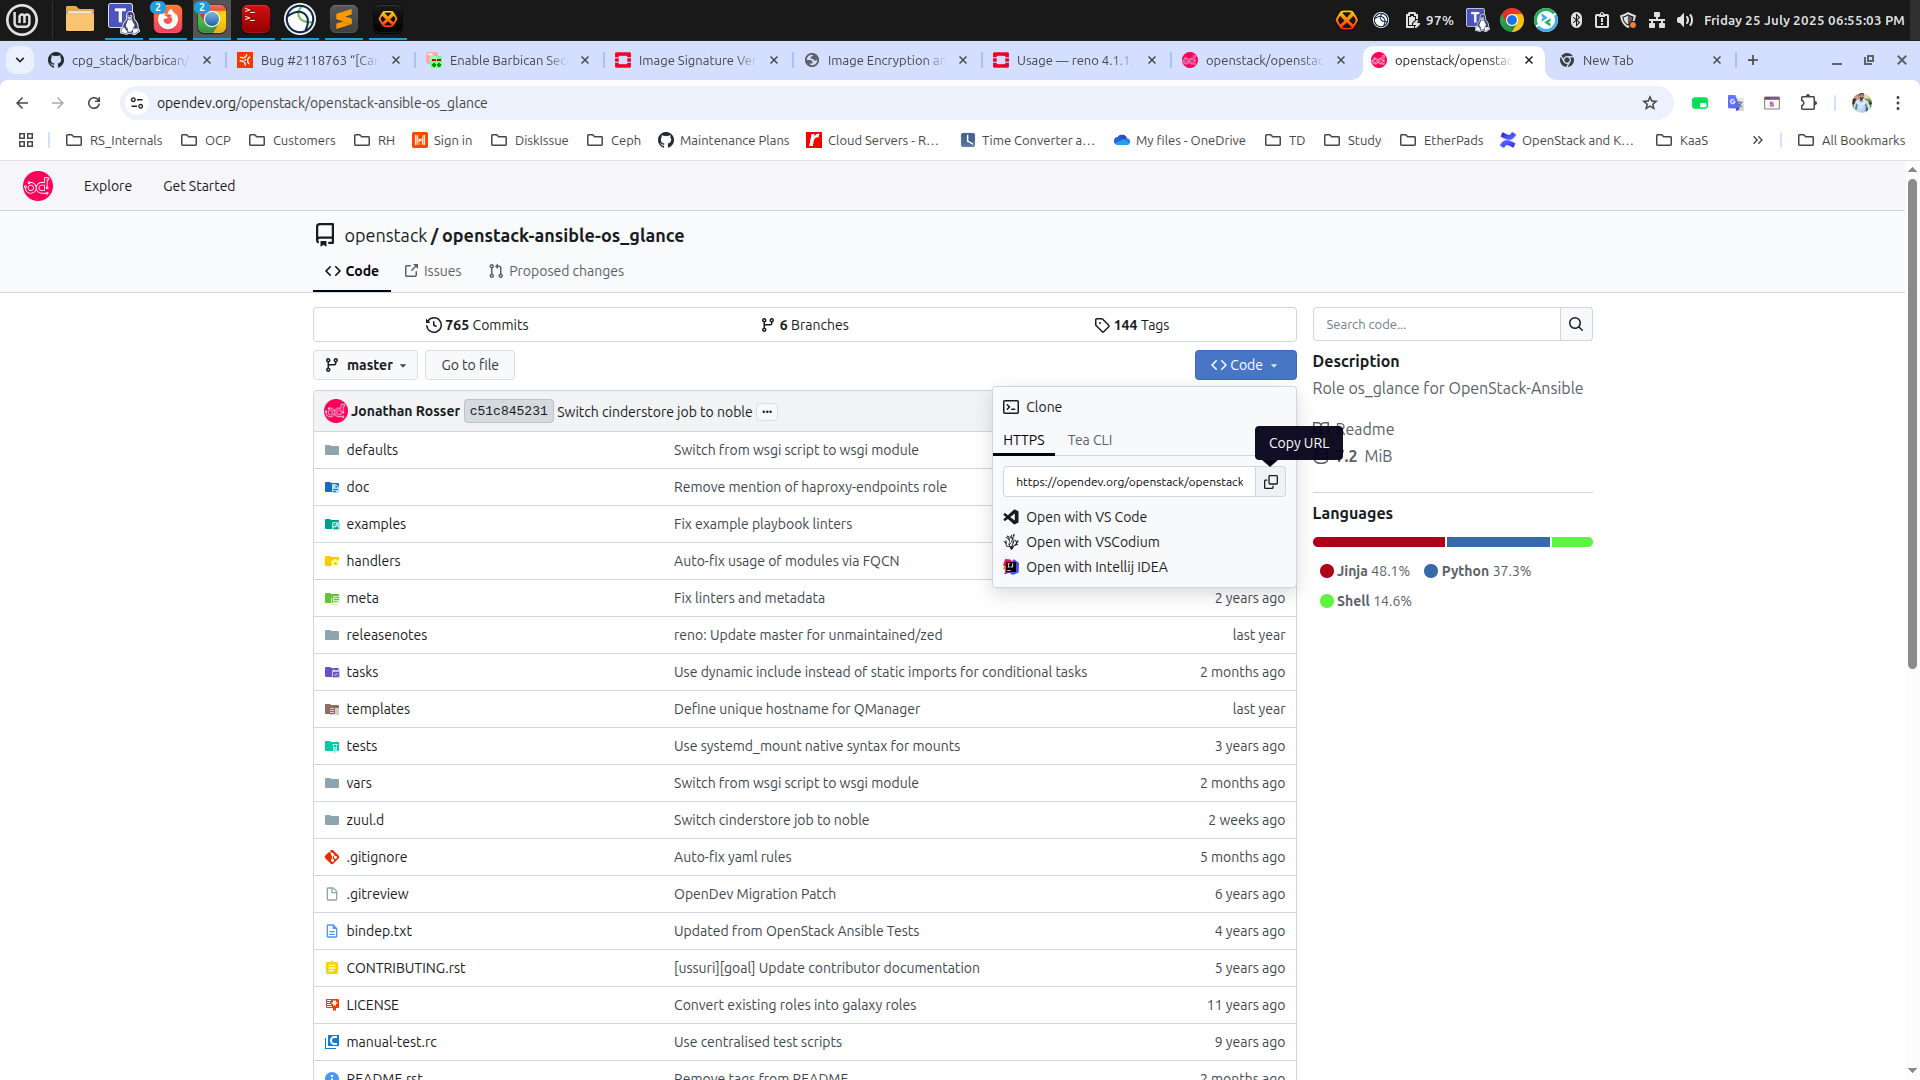 2
2
97%
Friday 25 July 2025 06:55:03 PM
cpg_stack/barbican/
Bug #2118763 "[Car
Enable Barbican Sec
Image Signature Ver
Image Encryption an
Usage — reno 4.1.1.
openstack/openstac
openstack/openstac
New Tab
opendev.org/openstack/openstack-ansible-os_glance
RS_Internals
OCP
Customers
RH
Sign in
DiskIssue
Ceph
Maintenance Plans
Cloud Servers - R...
Time Converter a...
My files - OneDrive
TD
Study
EtherPads
OpenStack and K...
KaaS
All Bookmarks
Explore
Get Started
openstack / openstack-ansible-os_glance
Code
Issues
Proposed changes
765 Commits
6 Branches
144 Tags
Search code...
master
Go to file
Code
Description
Role os_glance for OpenStack-Ansible
Readme
7.2 MiB
Languages
Jinja 48.1%
Python 37.3%
Shell 14.6%
Clone
HTTPS
Tea CLI
Copy URL
https://opendev.org/openstack/openstack
Open with VS Code
Open with VSCodium
Open with Intellij IDEA
Jonathan Rosser c51c845231 Switch cinderstore job to noble ...
defaults Switch from wsgi script to wsgi module
doc Remove mention of haproxy-endpoints role
examples Fix example playbook linters
handlers Auto-fix usage of modules via FQCN
meta Fix linters and metadata 2 years ago
releasenotes reno: Update master for unmaintained/zed last year
tasks Use dynamic include instead of static imports for conditional tasks 2 months ago
templates Define unique hostname for QManager last year
tests Use systemd_mount native syntax for mounts 3 years ago
vars Switch from wsgi script to wsgi module 2 months ago
zuul.d Switch cinderstore job to noble 2 weeks ago
.gitignore Auto-fix yaml rules 5 months ago
.gitreview OpenDev Migration Patch 6 years ago
bindep.txt Updated from OpenStack Ansible Tests 4 years ago
CONTRIBUTING.rst [ussuri][goal] Update contributor documentation 5 years ago
LICENSE Convert existing roles into galaxy roles 11 years ago
manual-test.rc Use centralised test scripts 9 years ago
README.rst Remove tags from README 2 months ago